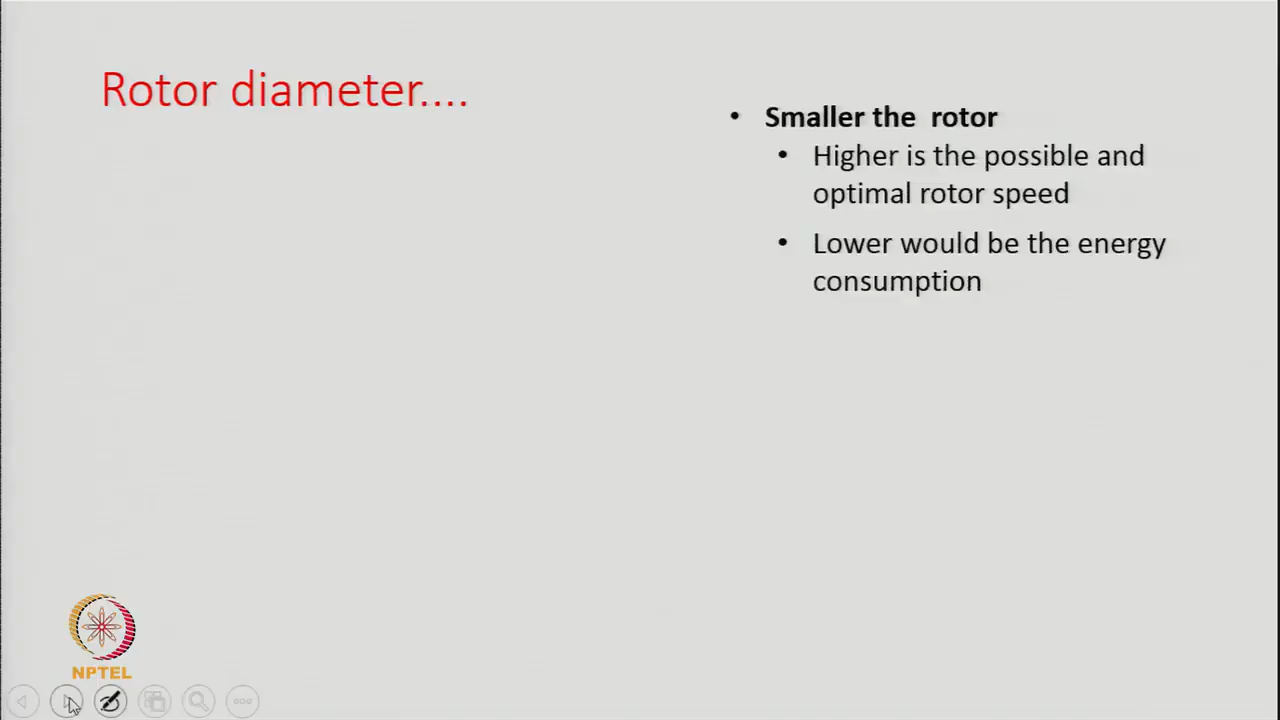 Rotor diameter....
• Smaller the rotor
• Higher is the possible and
optimal rotor speed
• Lower would be the energy
consumption
NPTEL